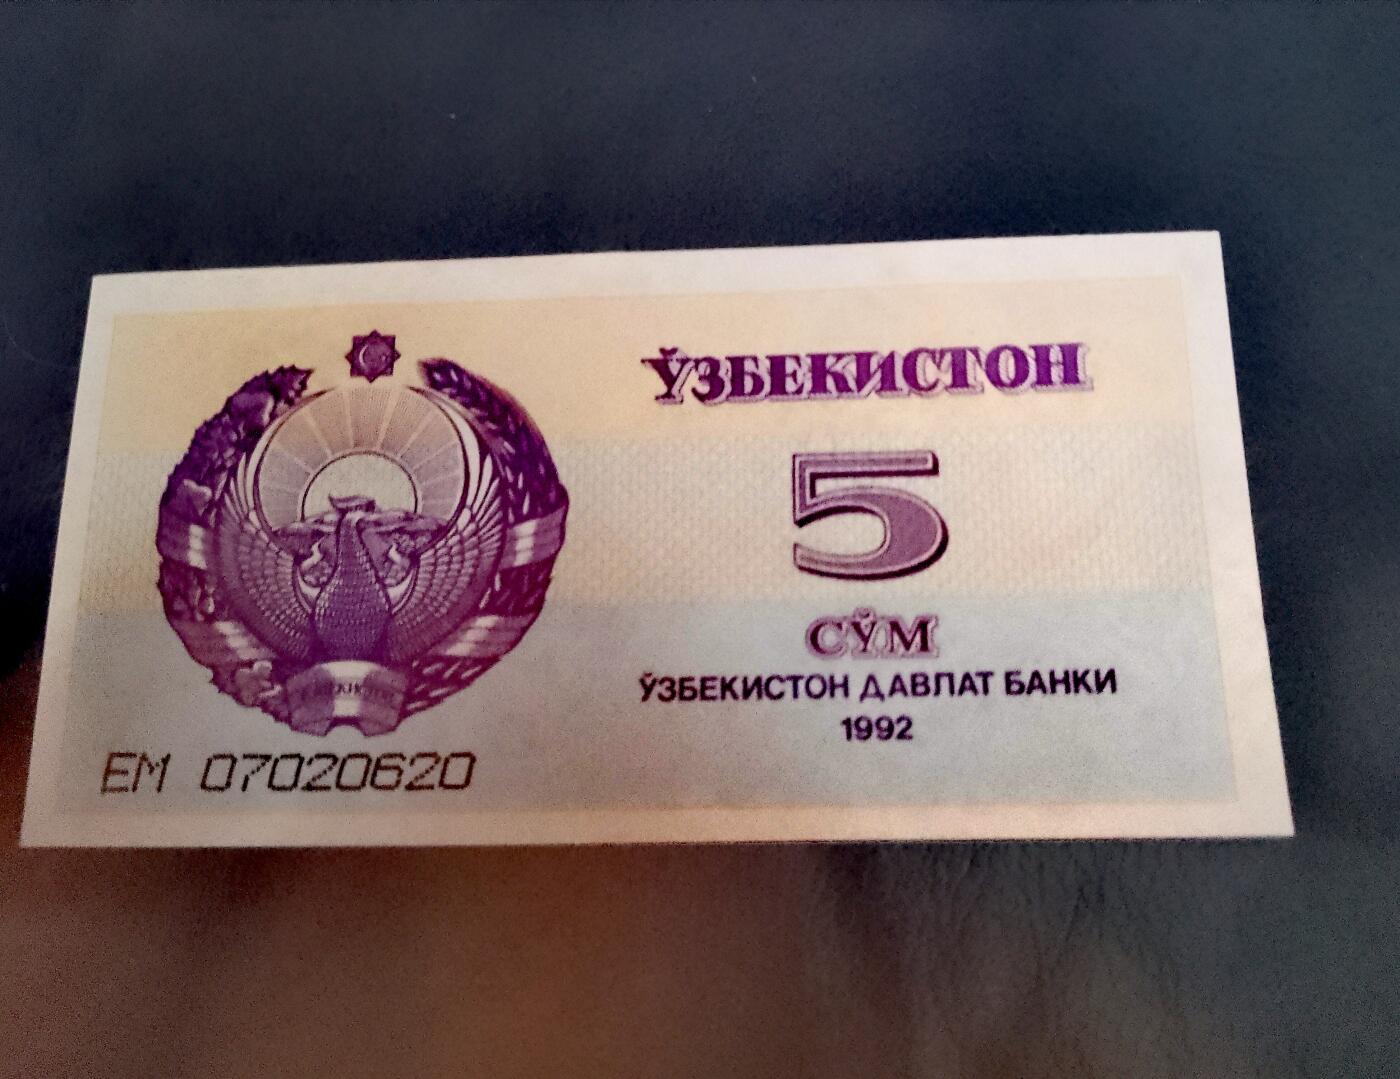 ЎЗБЕКИСТОН
5
СЎМ
ЎЗБЕКИСТОН ДАВЛАТ БАНКИ
1992
ЕМ 07020620